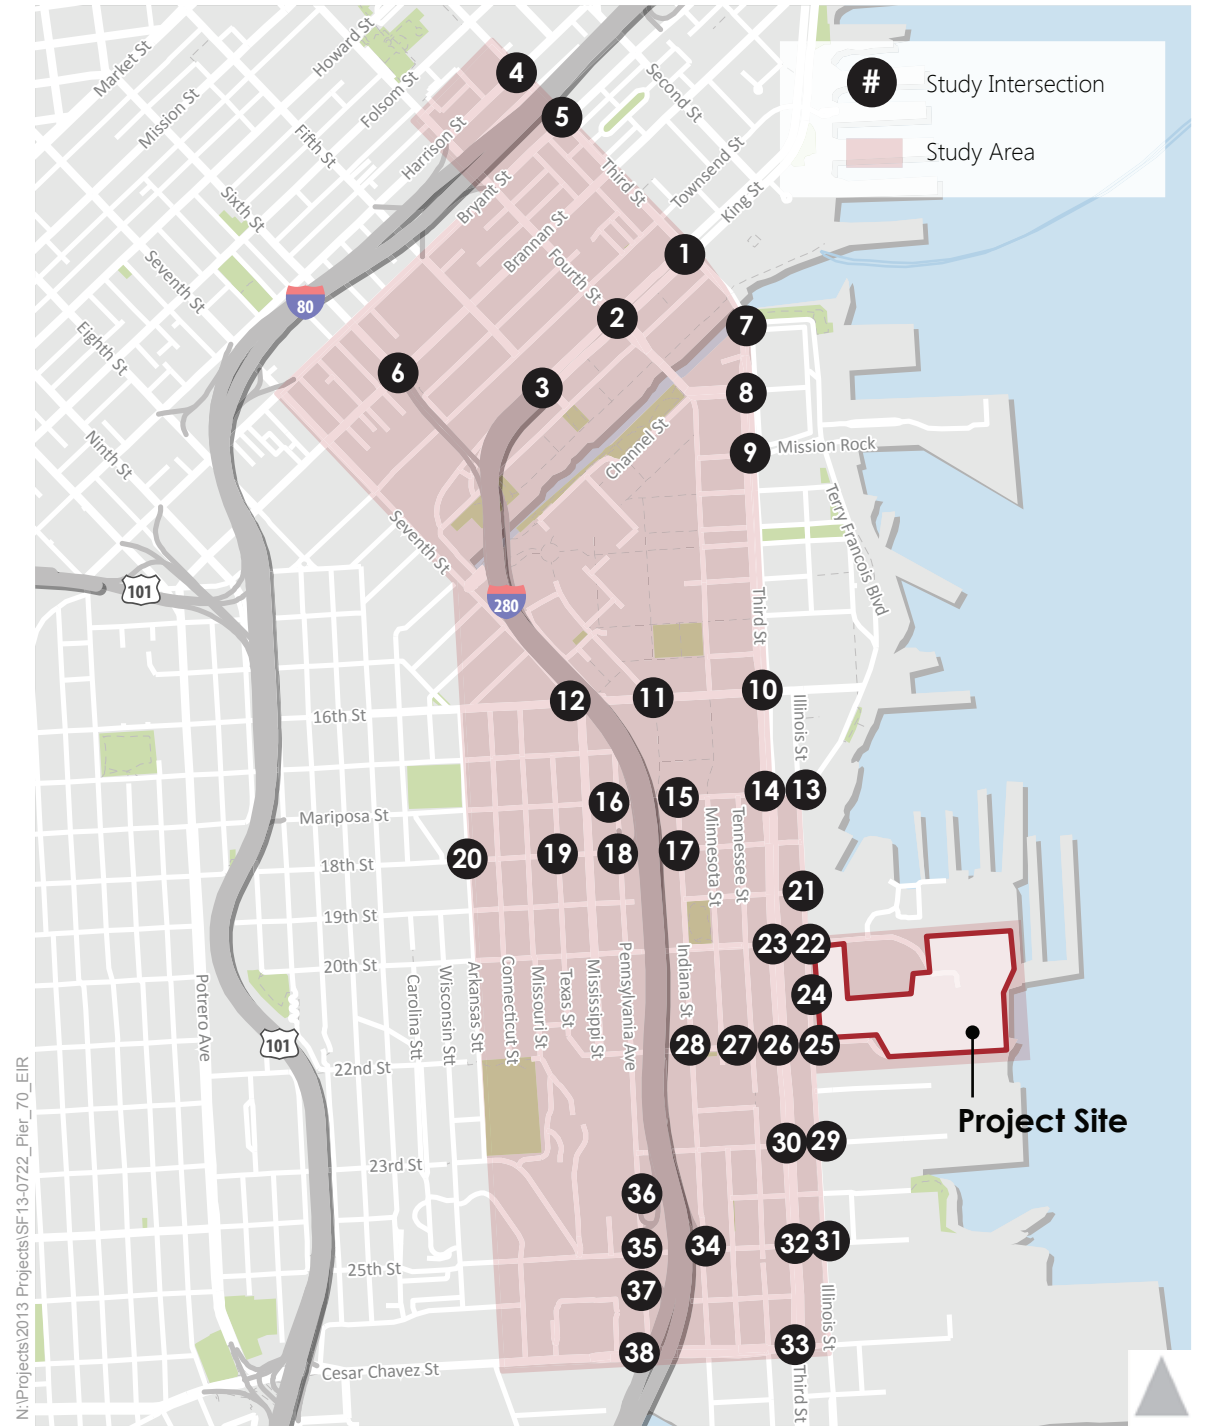 Market St
Howard St
Mission St
Folsom St
Fifth St
Harrison St
Second St
#
Study Intersection
Study Area
4
5
Third St
Townsend St
King St
Bryant St
Sixth St
Brannan St
Fourth St
Seventh St
80
1
2
7
Eighth St
6
3
8
Ninth St
Channel St
9
Mission Rock
Terry Francois Blvd
Seventh St
101
280
Third St
12
11
10
16th St
Illinois St
16
15
14
13
Mariposa St
Minnesota St
Tennessee St
20
19
18
17
18th St
21
19th St
23
22
20th St
Potrero Ave
Carolina Stt
Wisconsin Stt
Arkansas Stt
Connecticut St
Missouri St
Texas St
Mississippi St
Pennsylvania Ave
Indiana St
24
101
28
27
26
25
22nd St
Project Site
30
29
23rd St
36
35
34
32
31
25th St
37
Illinois St
38
33
Cesar Chavez St
Third St
N:\Projects\2013 Projects\SF13-0722_Pier_70_EIR